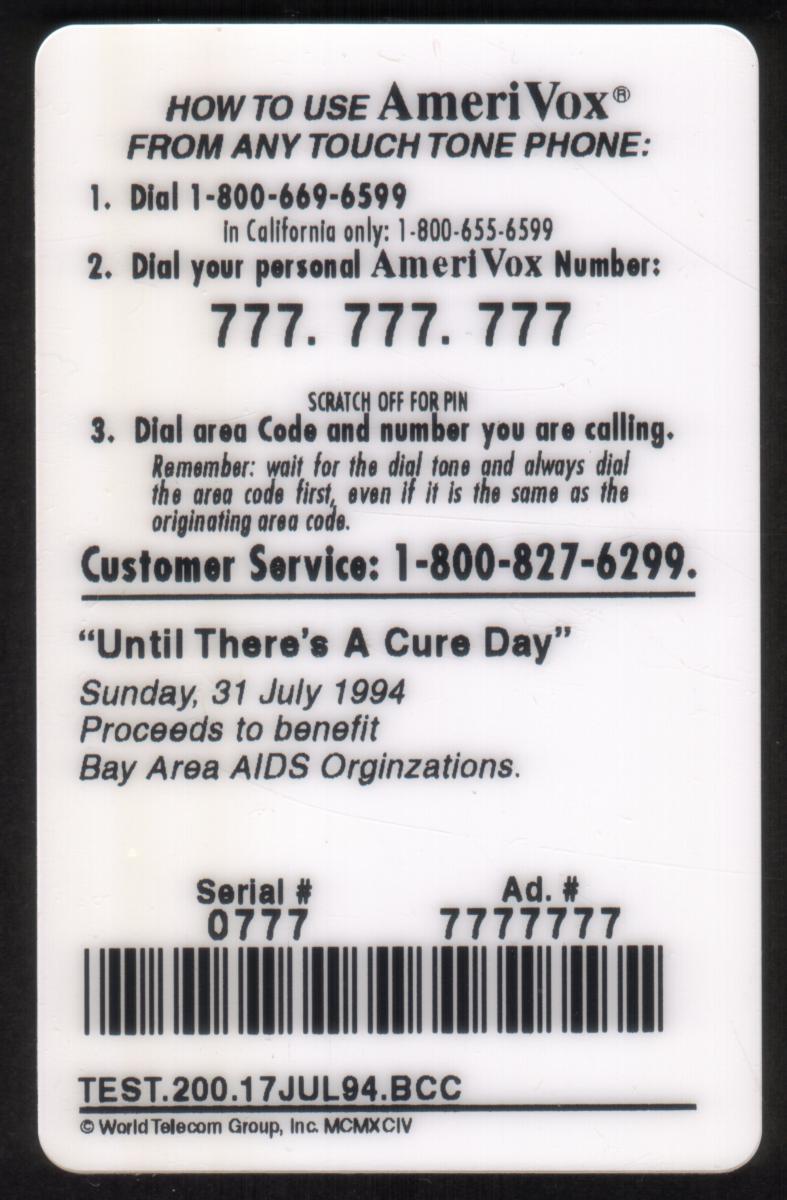 HOW TO USE AmeriVox®
FROM ANY TOUCH TONE PHONE:
1. Dial 1-800-669-6599
in California only: 1-800-655-6599
2. Dial your personal AmeriVox Number:
777. 777. 777
SCRATCH OFF FOR PIN
3. Dial area Code and number you are calling.
Remember: wait for the dial tone and always dial
the area code first, even if it is the same as the
originating area code.
Customer Service: 1-800-827-6299.
“Until There's A Cure Day”
Sunday, 31 July 1994
Proceeds to benefit
Bay Area AIDS Orginzations.
Serial # Ad. #
0777 7777777
TEST.200.17JUL94.BCC
© World Telecom Group, Inc. MCMXCIV